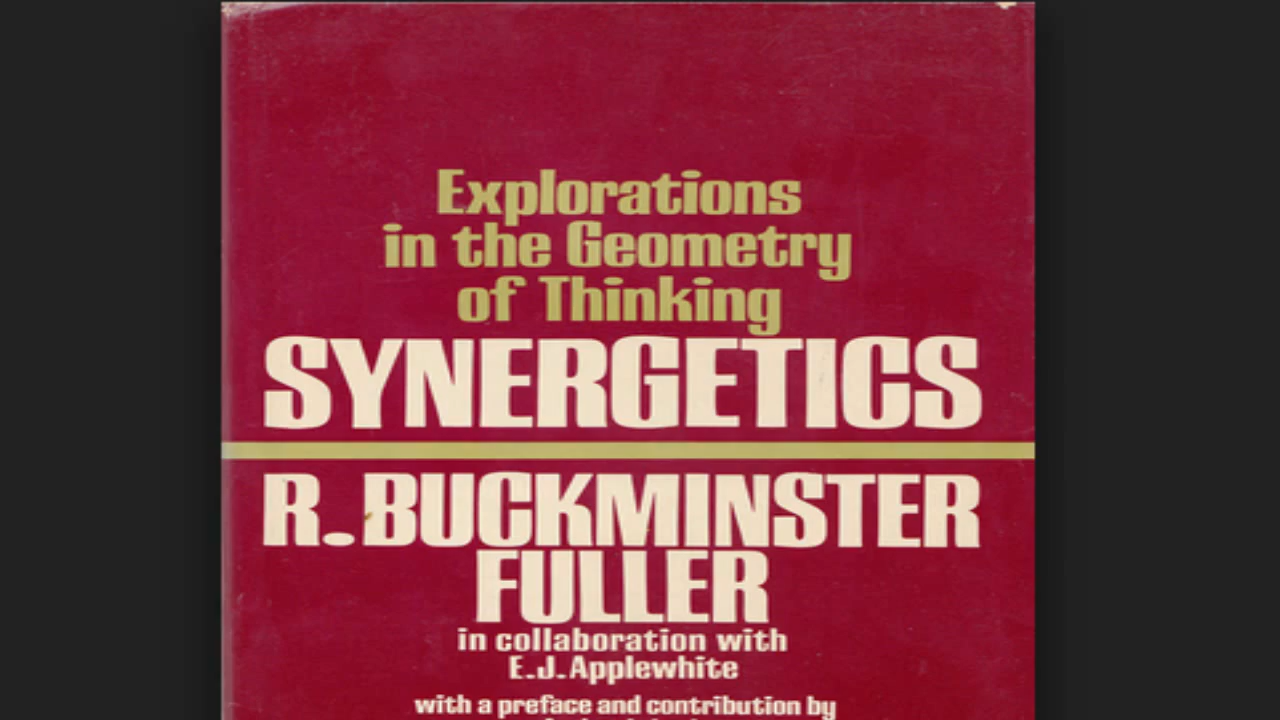 Explorations
in the Geometry
of Thinking
SYNERGETICS
R. BUCKMINSTER
FULLER
in collaboration with
E.J. Applewhite
with a preface and contribution by